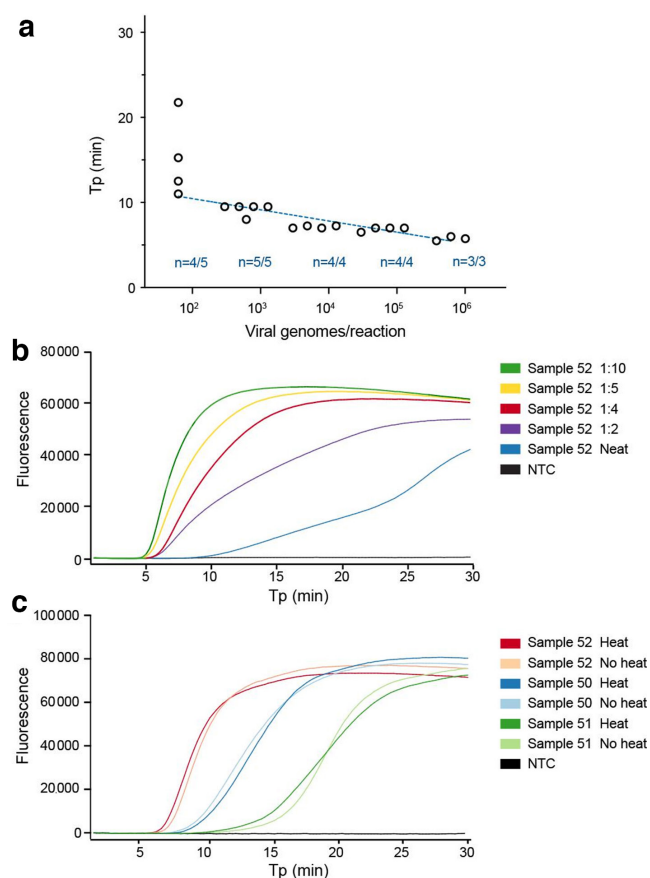 a
30
20
10
0
Tp (min)
n=4/5 n=5/5 n=4/4 n=4/4 n=3/3
10² 10³ 10⁴ 10⁵ 10⁶
Viral genomes/reaction
b
80000
60000
40000
20000
0
Fluorescence
5 10 15 20 25 30
Tp (min)
Sample 52 1:10
Sample 52 1:5
Sample 52 1:4
Sample 52 1:2
Sample 52 Neat
NTC
c
100000
80000
60000
40000
20000
0
Fluorescence
5 10 15 20 25 30
Tp (min)
Sample 52 Heat
Sample 52 No heat
Sample 50 Heat
Sample 50 No heat
Sample 51 Heat
Sample 51 No heat
NTC